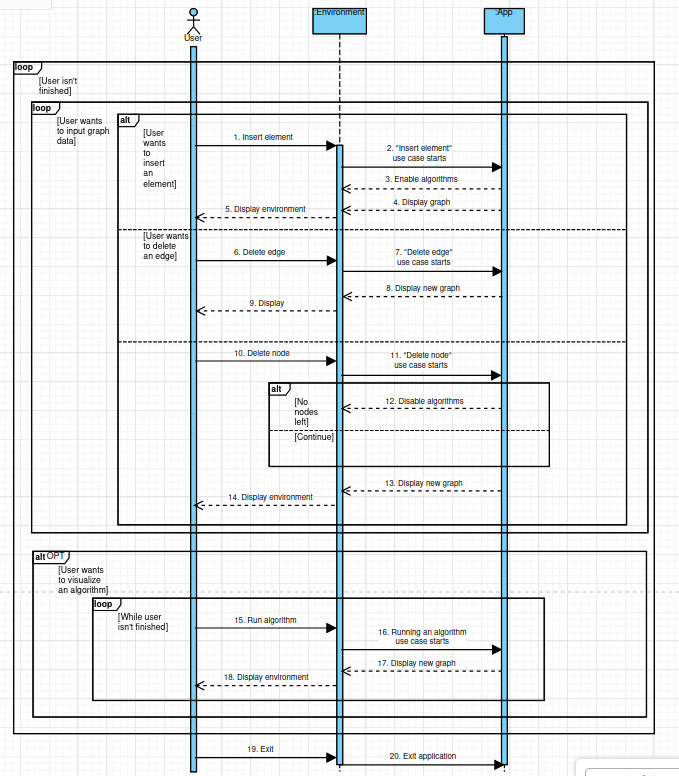 :Environment
:App
User
loop
[User isn't
finished]
loop
[User wants
to input graph
data]
alt
[User
wants
to
insert
an
element]
1. Insert element
2. "Insert element"
use case starts
3. Enable algorithms
4. Display graph
5. Display environment
[User wants
to delete
an edge]
6. Delete edge
7. "Delete edge"
use case starts
8. Display new graph
9. Display
10. Delete node
11. "Delete node"
use case starts
alt
[No
nodes
left]
12. Disable algorithms
[Continue]
13. Display new graph
14. Display environment
alt OPT
[User wants
to visualize
an algorithm]
loop
[While user
isn't finished]
15. Run algorithm
16. Running an algorithm
use case starts
17. Display new graph
18. Display environment
19. Exit
20. Exit application